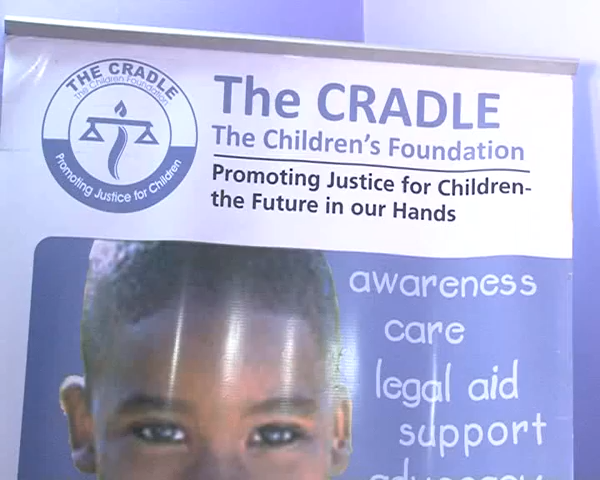 THE CRADLE
The Children Foundation
Promoting Justice for Children
The CRADLE
The Children's Foundation
Promoting Justice for Children-
the Future in our Hands
awareness
care
legal aid
support
advocacy